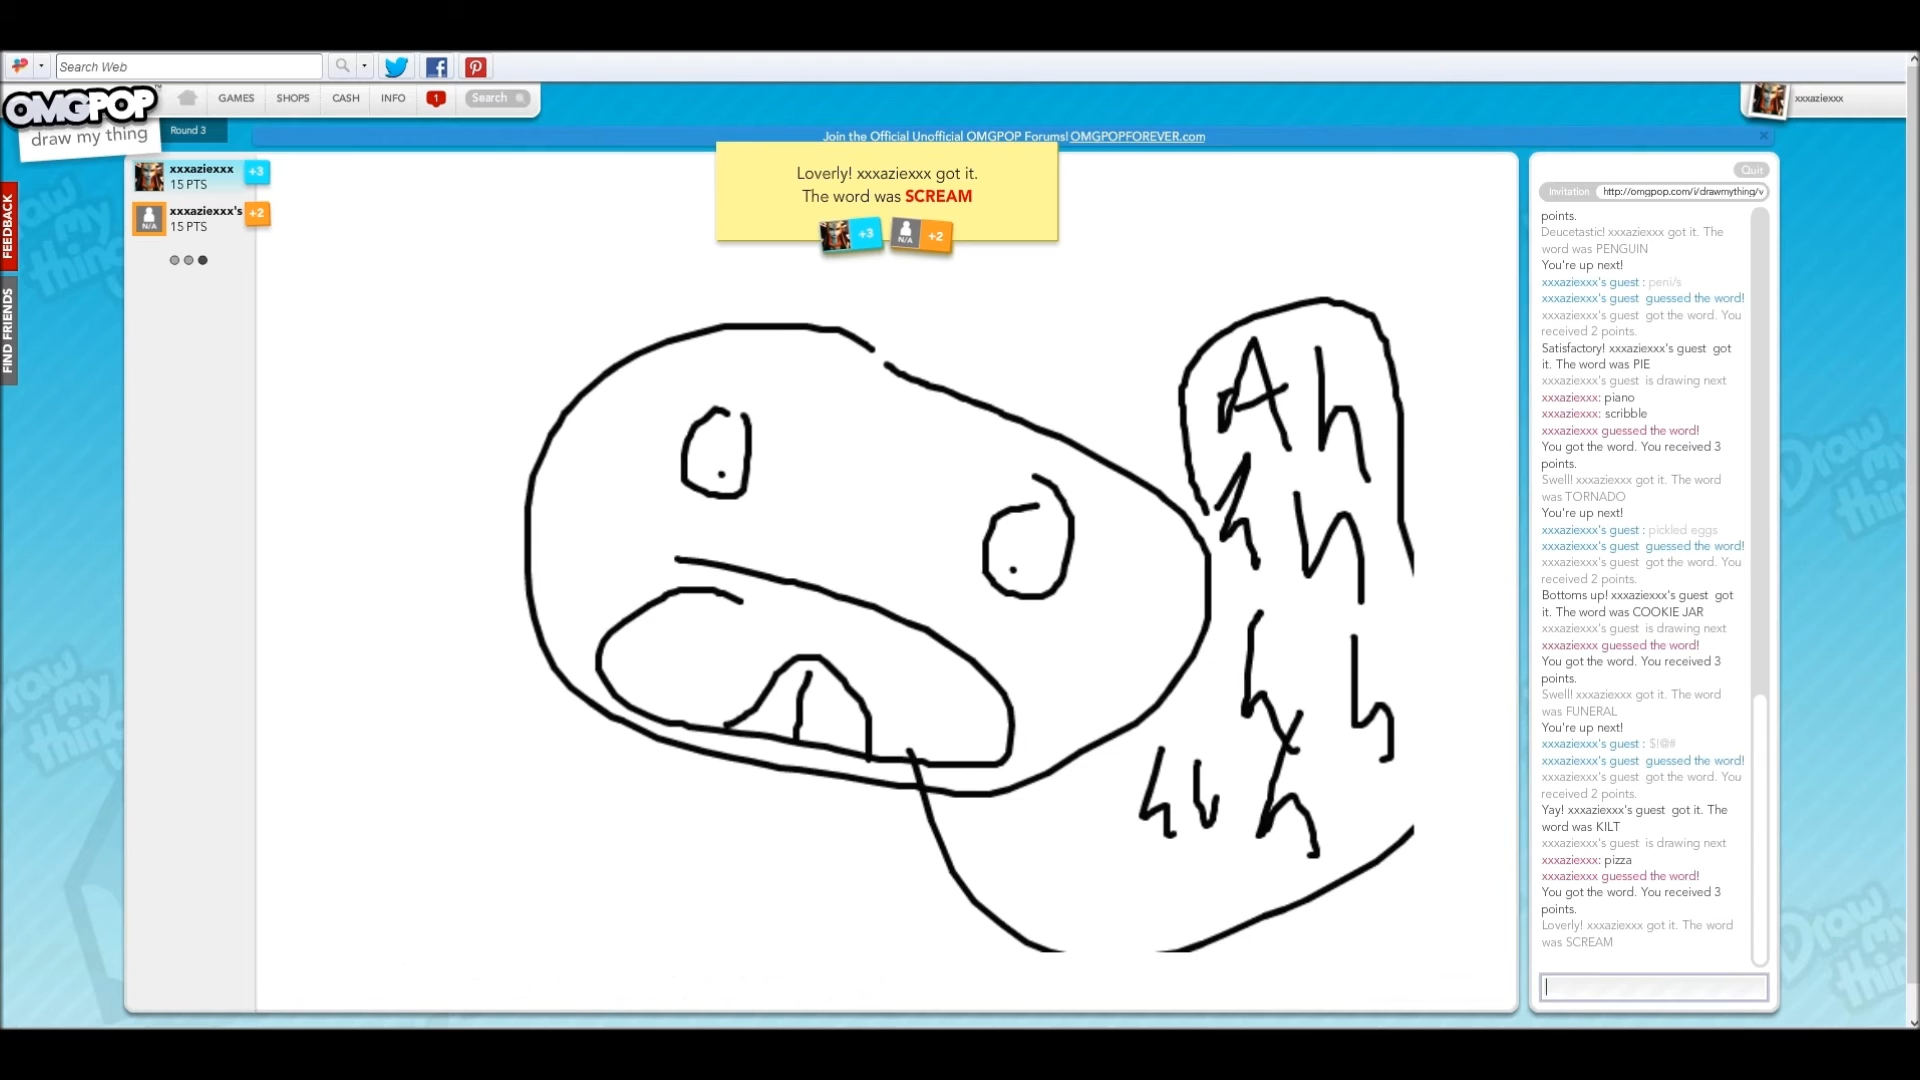 Search Web
OMGPOP
draw my thing
GAMES
SHOPS
CASH
INFO
1
Search
xxxaziexxx
Round 3
Join the Official Unofficial OMGPOP Forums! OMGPOPFOREVER.com
xxxaziexxx
15 PTS
+3
xxxaziexxx's
15 PTS
+2
N/A
FEEDBACK
FIND FRIENDS
Loverly! xxxaziexxx got it.
The word was SCREAM
+3
N/A
+2
Ah
h h
h h
h h
Quit
Invitation
http://omgpop.com/i/drawmything/v
points.
Deucetastic! xxxaziexxx got it. The
word was PENGUIN
You're up next!
xxxaziexxx's guest : peni/s
xxxaziexxx's guest guessed the word!
xxxaziexxx's guest got the word. You
received 2 points.
Satisfactory! xxxaziexxx's guest got
it. The word was PIE
xxxaziexxx's guest is drawing next
xxxaziexxx: piano
xxxaziexxx: scribble
xxxaziexxx guessed the word!
You got the word. You received 3
points.
Swell! xxxaziexxx got it. The word
was TORNADO
You're up next!
xxxaziexxx's guest : pickled eggs
xxxaziexxx's guest guessed the word!
xxxaziexxx's guest got the word. You
received 2 points.
Bottoms up! xxxaziexxx's guest got
it. The word was COOKIE JAR
xxxaziexxx's guest is drawing next
xxxaziexxx guessed the word!
You got the word. You received 3
points.
Swell! xxxaziexxx got it. The word
was FUNERAL
You're up next!
xxxaziexxx's guest : $!@#
xxxaziexxx's guest guessed the word!
xxxaziexxx's guest got the word. You
received 2 points.
Yay! xxxaziexxx's guest got it. The
word was KILT
xxxaziexxx's guest is drawing next
xxxaziexxx: pizza
xxxaziexxx guessed the word!
You got the word. You received 3
points.
Loverly! xxxaziexxx got it. The word
was SCREAM